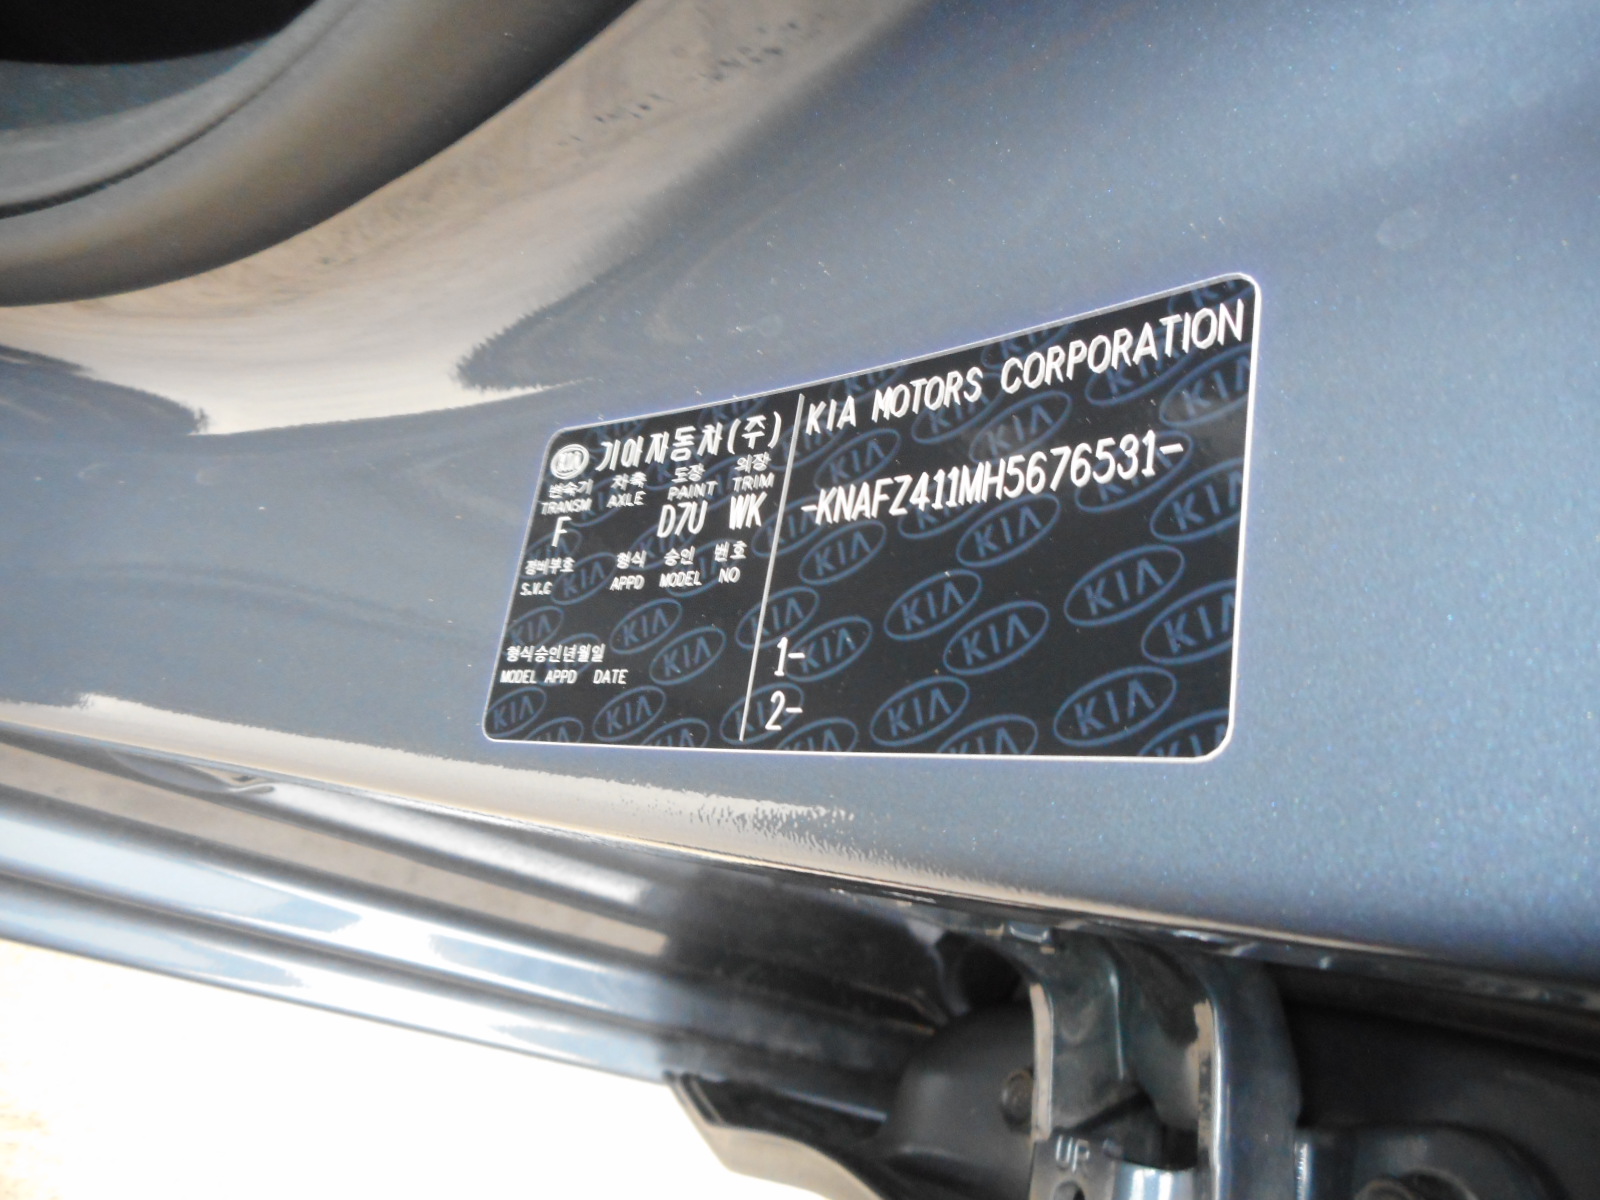 KIA 기아자동차(주)
변속기 차축 도장 의장
TRANSM AXLE PAINT TRIM
F D7U WK
정비부호 형식 승인 번호
S.V.C APPD MODEL NO
형식승인년월일
MODEL APPD DATE
KIA MOTORS CORPORATION
-KNAFZ411MH5676531-
1-
2-
UP